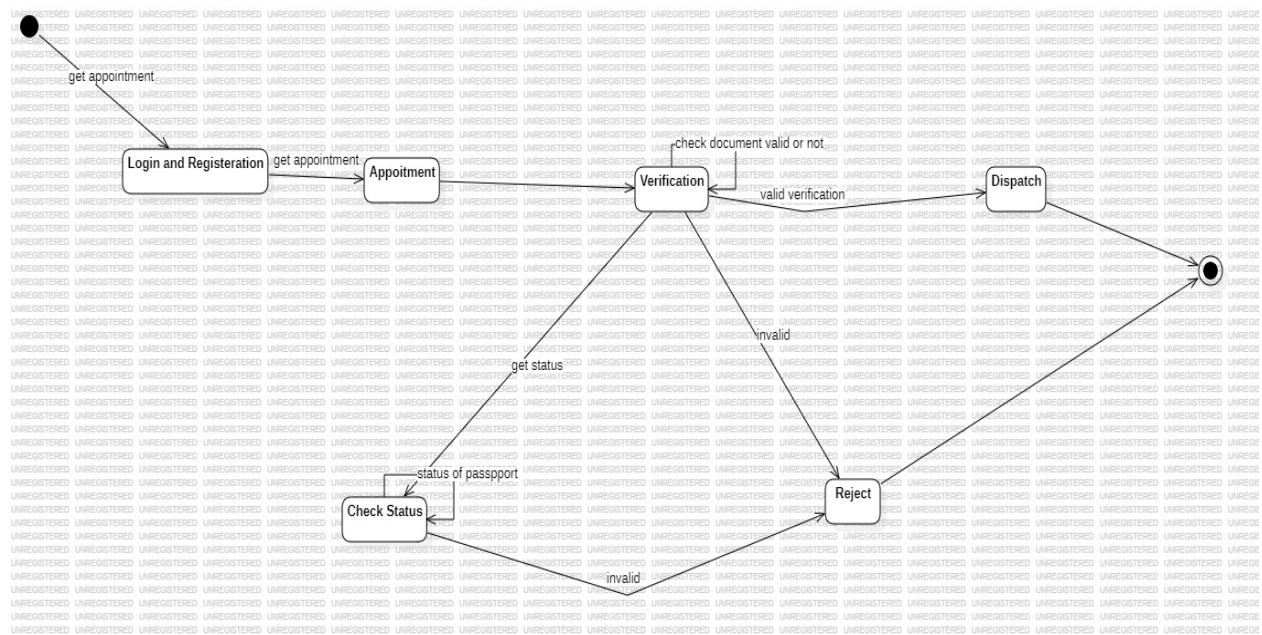 get appointment
Login and Registeration
get appointment
Appoitment
check document valid or not
Verification
valid verification
Dispatch
invalid
get status
status of passpport
Check Status
Reject
invalid
UNREGISTERED